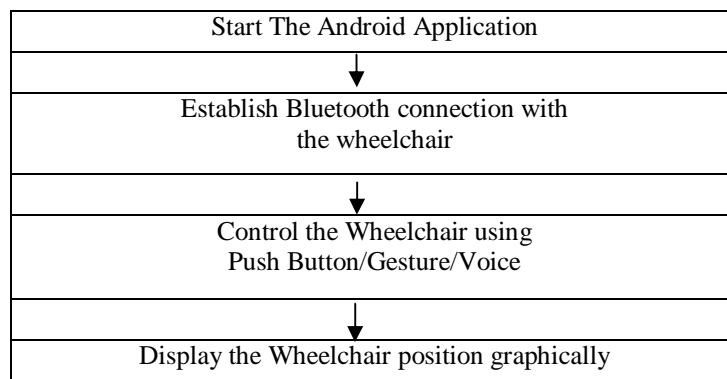 Start The Android Application
Establish Bluetooth connection with
the wheelchair
Control the Wheelchair using
Push Button/Gesture/Voice
Display the Wheelchair position graphically